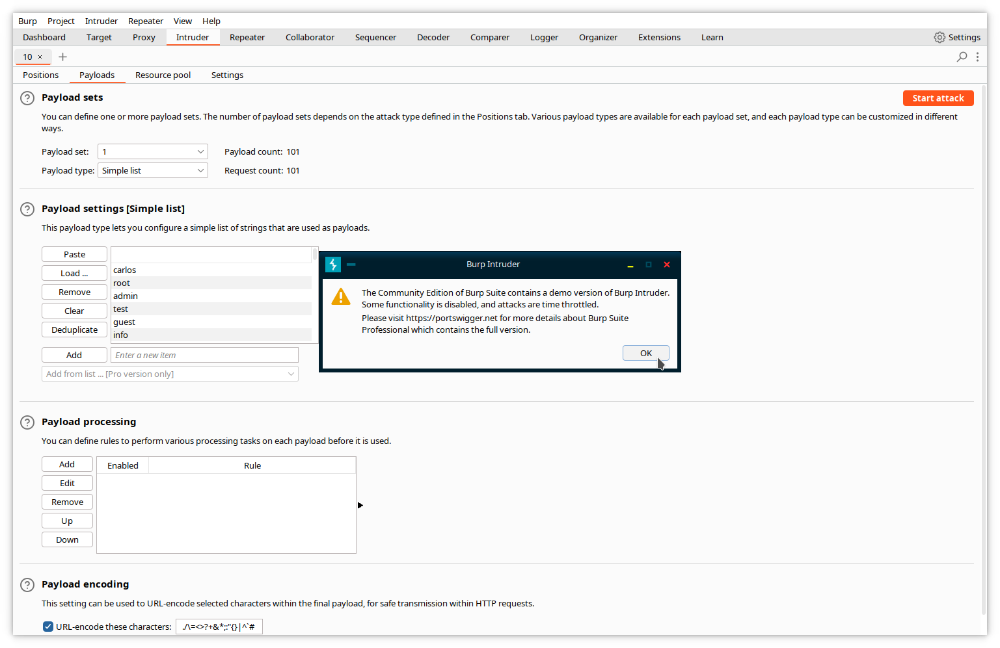 Burp Project Intruder Repeater View Help
Dashboard Target Proxy Intruder Repeater Collaborator Sequencer Decoder Comparer Logger Organizer Extensions Learn Settings
10 × +
Positions Payloads Resource pool Settings
? Payload sets Start attack
You can define one or more payload sets. The number of payload sets depends on the attack type defined in the Positions tab. Various payload types are available for each payload set, and each payload type can be customized in different
ways.
Payload set: 1 Payload count: 101
Payload type: Simple list Request count: 101
? Payload settings [Simple list]
This payload type lets you configure a simple list of strings that are used as payloads.
Paste
Load ...
Remove
Clear
Deduplicate
carlos
root
admin
test
guest
info
Add Enter a new item
Add from list ... [Pro version only]
Burp Intruder
The Community Edition of Burp Suite contains a demo version of Burp Intruder.
Some functionality is disabled, and attacks are time throttled.
Please visit https://portswigger.net for more details about Burp Suite
Professional which contains the full version.
OK
? Payload processing
You can define rules to perform various processing tasks on each payload before it is used.
Add
Edit
Remove
Up
Down
Enabled Rule
? Payload encoding
This setting can be used to URL-encode selected characters within the final payload, for safe transmission within HTTP requests.
URL-encode these characters: ./\=<>?+&*;:"{}|^`#